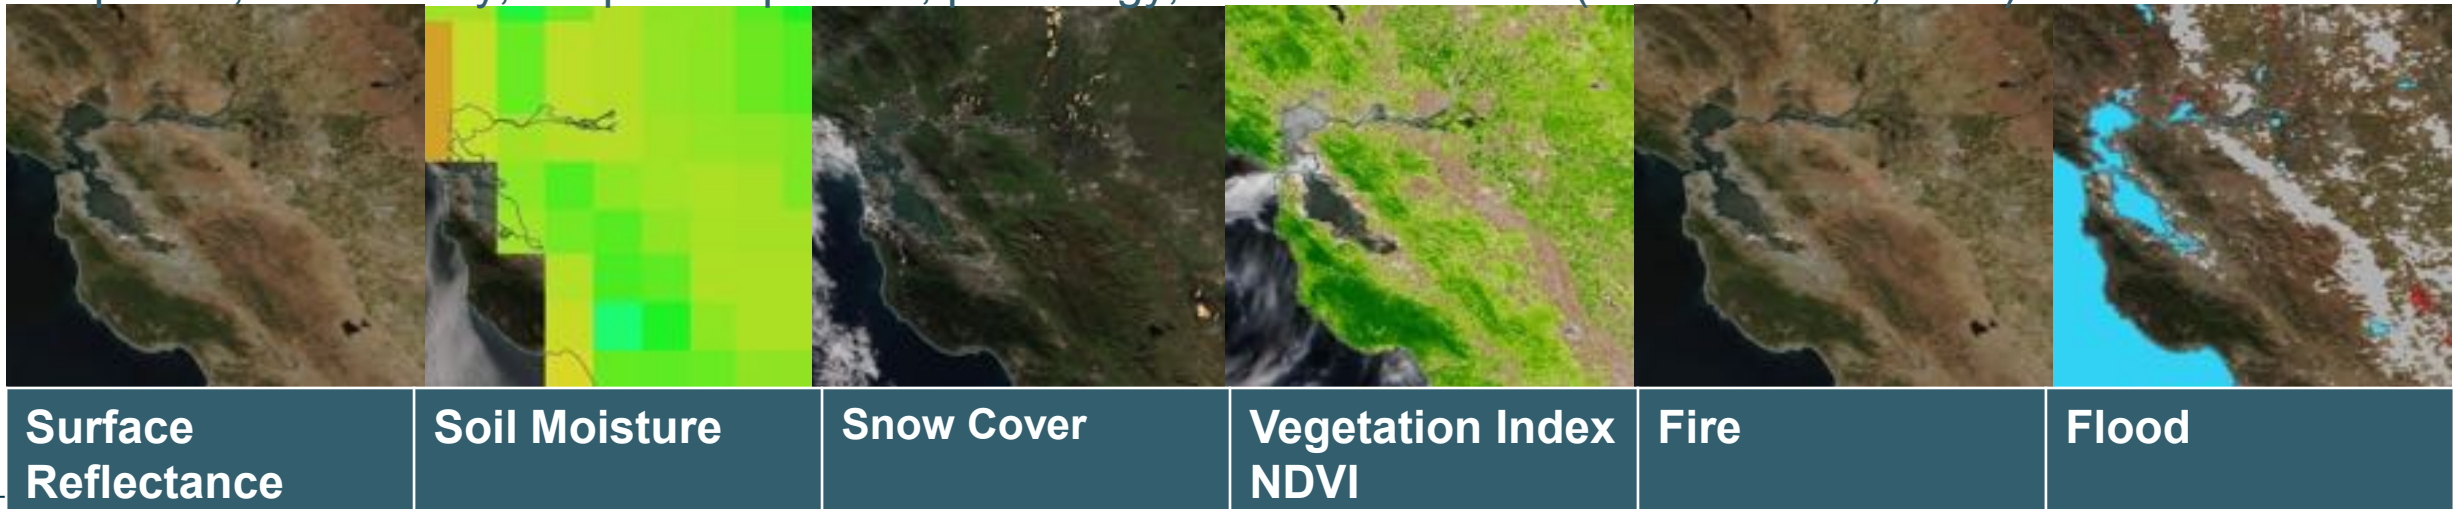 Surface
Reflectance
Soil Moisture
Snow Cover
Vegetation Index
NDVI
Fire
Flood